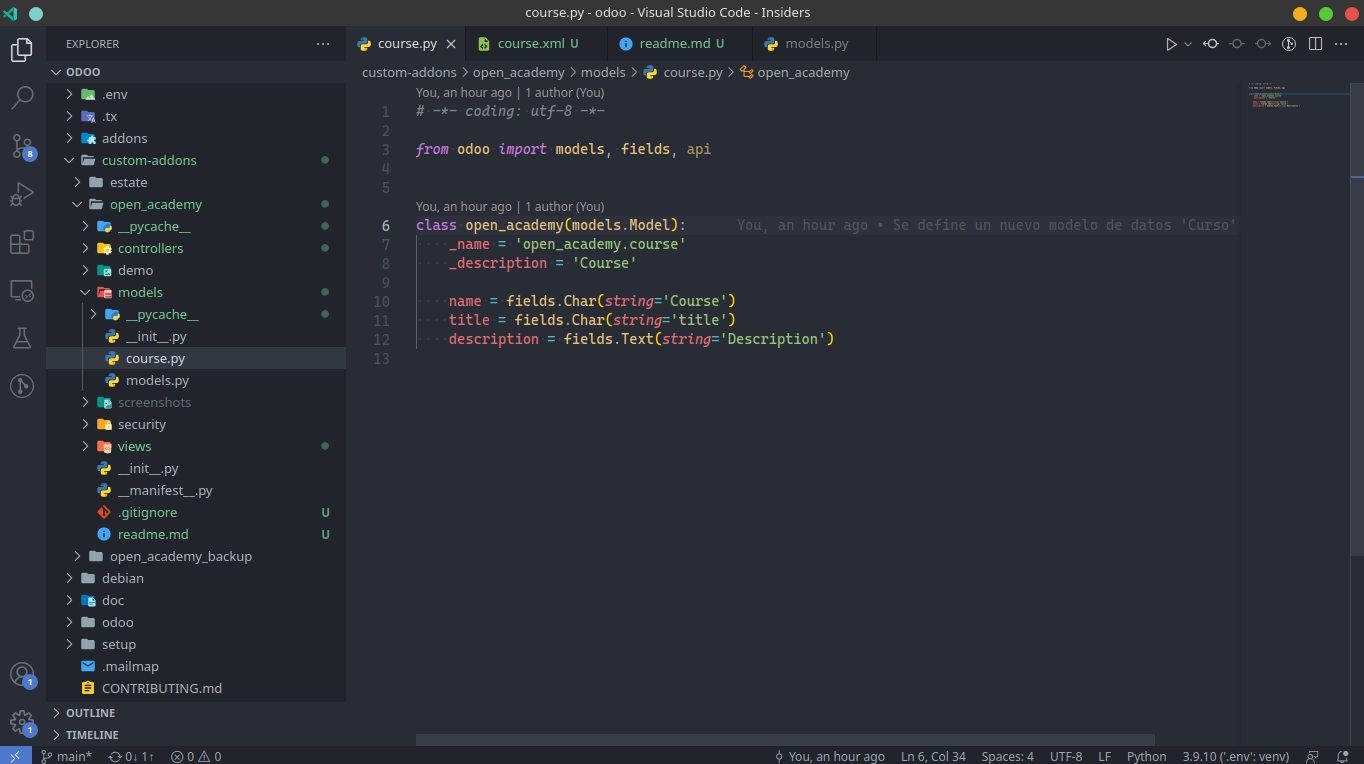 course.py - odoo - Visual Studio Code - Insiders
EXPLORER
course.py
course.xml U
readme.md U
models.py
ODOO
custom-addons > open_academy > models > course.py > open_academy
.env
.tx
addons
custom-addons
estate
open_academy
__pycache__
controllers
demo
models
__pycache__
__init__.py
course.py
models.py
screenshots
security
views
__init__.py
__manifest__.py
.gitignore U
readme.md U
open_academy_backup
debian
doc
odoo
setup
.mailmap
CONTRIBUTING.md
OUTLINE
TIMELINE
8
1
1
You, an hour ago | 1 author (You)
1 # -*- coding: utf-8 -*-
2
3 from odoo import models, fields, api
4
5
You, an hour ago | 1 author (You)
6 class open_academy(models.Model): You, an hour ago • Se define un nuevo modelo de datos 'Curso'
7 _name = 'open_academy.course'
8 _description = 'Course'
9
10 name = fields.Char(string='Course')
11 title = fields.Char(string='title')
12 description = fields.Text(string='Description')
13
main* 0↓ 1↑ 0 0 You, an hour ago Ln 6, Col 34 Spaces: 4 UTF-8 LF Python 3.9.10 ('.env': venv)